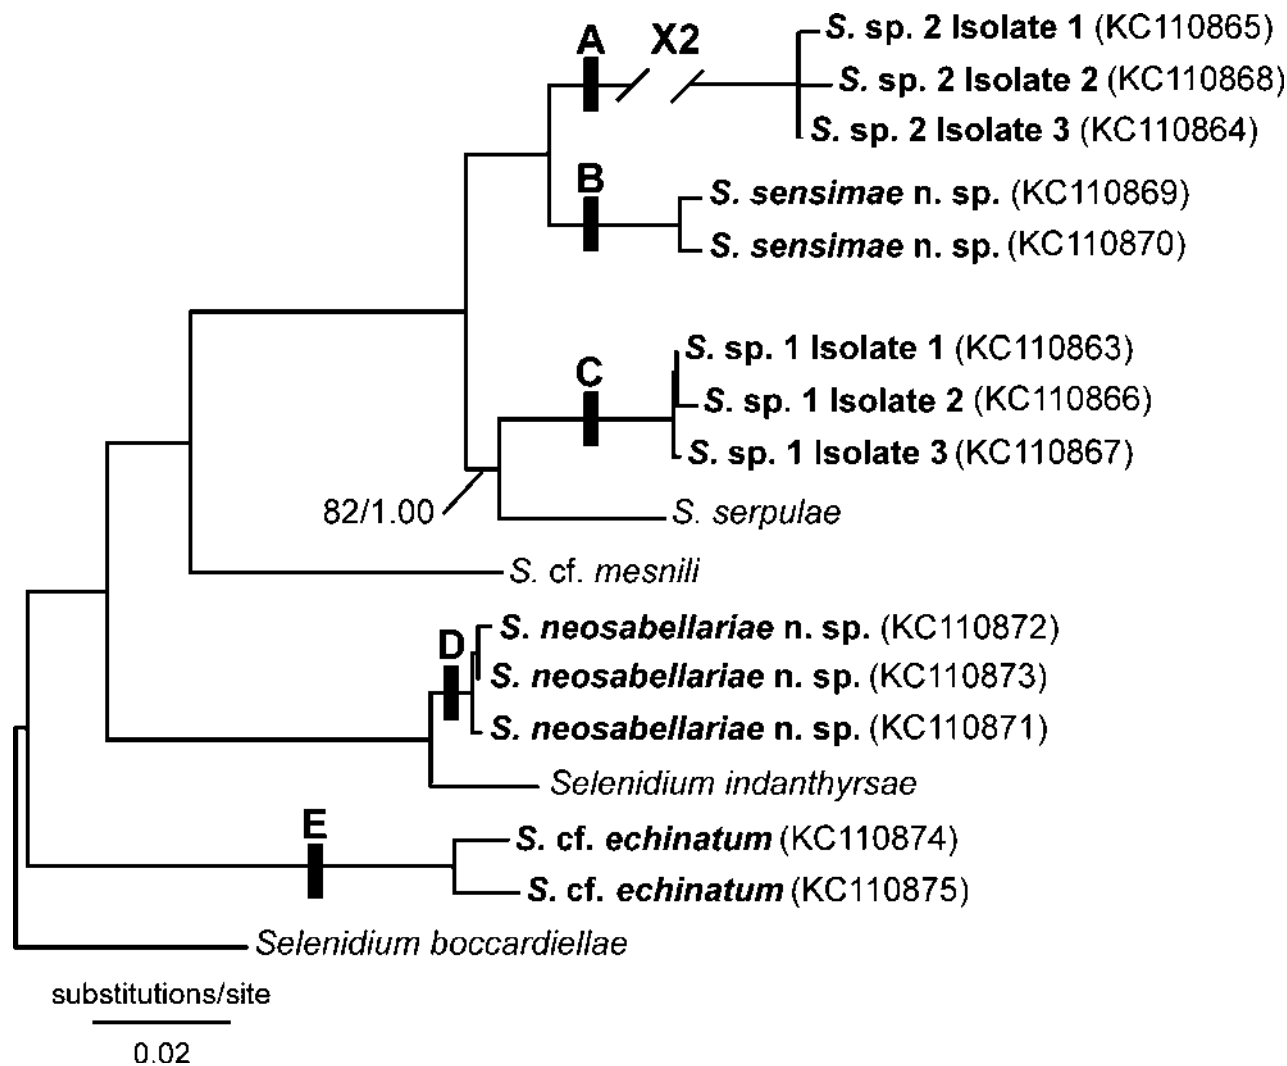 A X2
S. sp. 2 Isolate 1 (KC110865)
S. sp. 2 Isolate 2 (KC110868)
S. sp. 2 Isolate 3 (KC110864)
B
S. sensimae n. sp. (KC110869)
S. sensimae n. sp. (KC110870)
C
S. sp. 1 Isolate 1 (KC110863)
S. sp. 1 Isolate 2 (KC110866)
S. sp. 1 Isolate 3 (KC110867)
82/1.00
S. serpulae
S. cf. mesnili
D
S. neosabellariae n. sp. (KC110872)
S. neosabellariae n. sp. (KC110873)
S. neosabellariae n. sp. (KC110871)
Selenidium indanthyrsae
E
S. cf. echinatum (KC110874)
S. cf. echinatum (KC110875)
Selenidium boccardiellae
substitutions/site
0.02